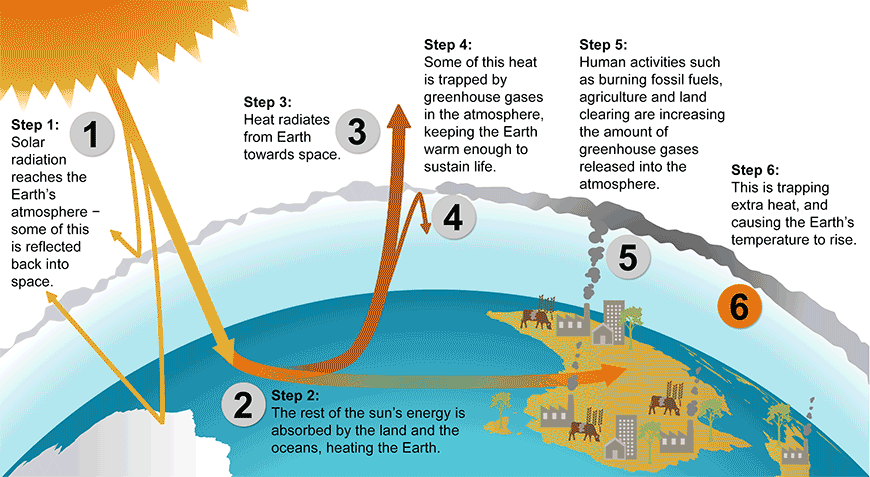 Step 1:
Solar
radiation
reaches the
Earth's
atmosphere −
some of this
is reflected
back into
space.
1
2
Step 2:
The rest of the sun's energy is
absorbed by the land and the
oceans, heating the Earth.
Step 3:
Heat radiates
from Earth
towards space.
3
Step 4:
Some of this heat
is trapped by
greenhouse gases
in the atmosphere,
keeping the Earth
warm enough to
sustain life.
4
Step 5:
Human activities such
as burning fossil fuels,
agriculture and land
clearing are increasing
the amount of
greenhouse gases
released into the
atmosphere.
5
Step 6:
This is trapping
extra heat, and
causing the Earth's
temperature to rise.
6